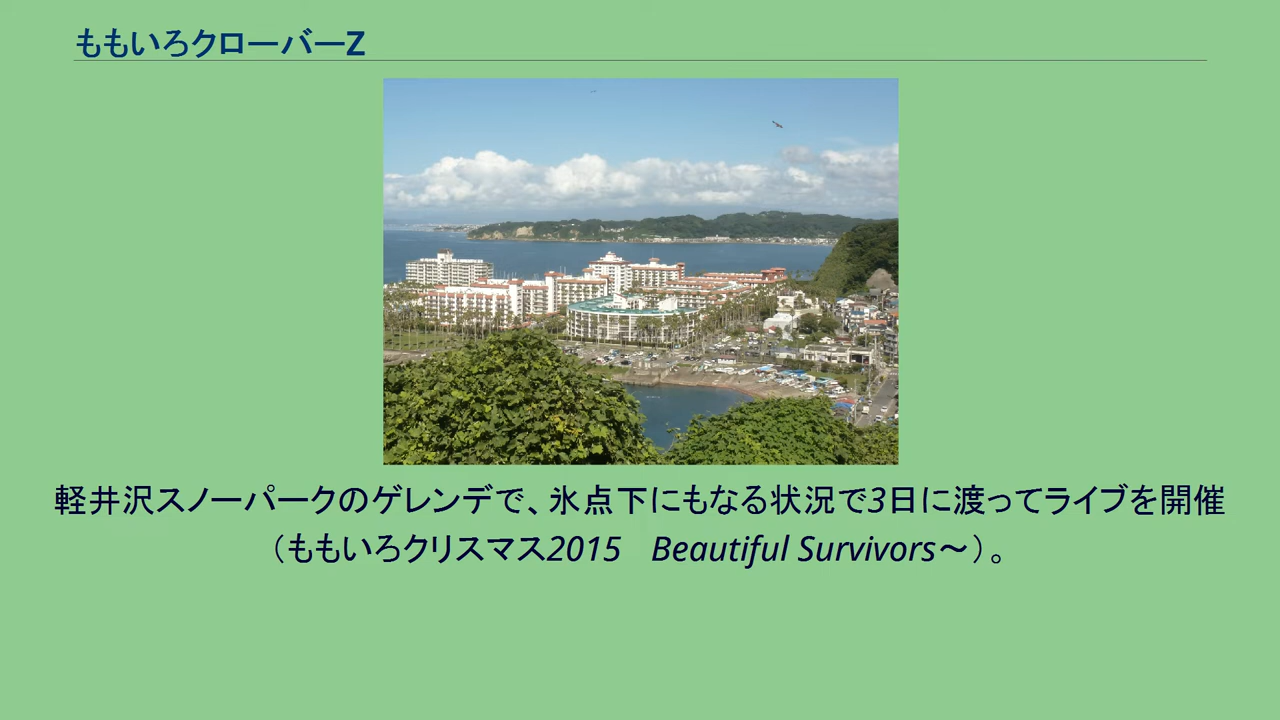 ももいろクローバーZ
軽井沢スノーパークのゲレンデで、氷点下にもなる状況で3日に渡ってライブを開催
（ももいろクリスマス2015　Beautiful Survivors～）。